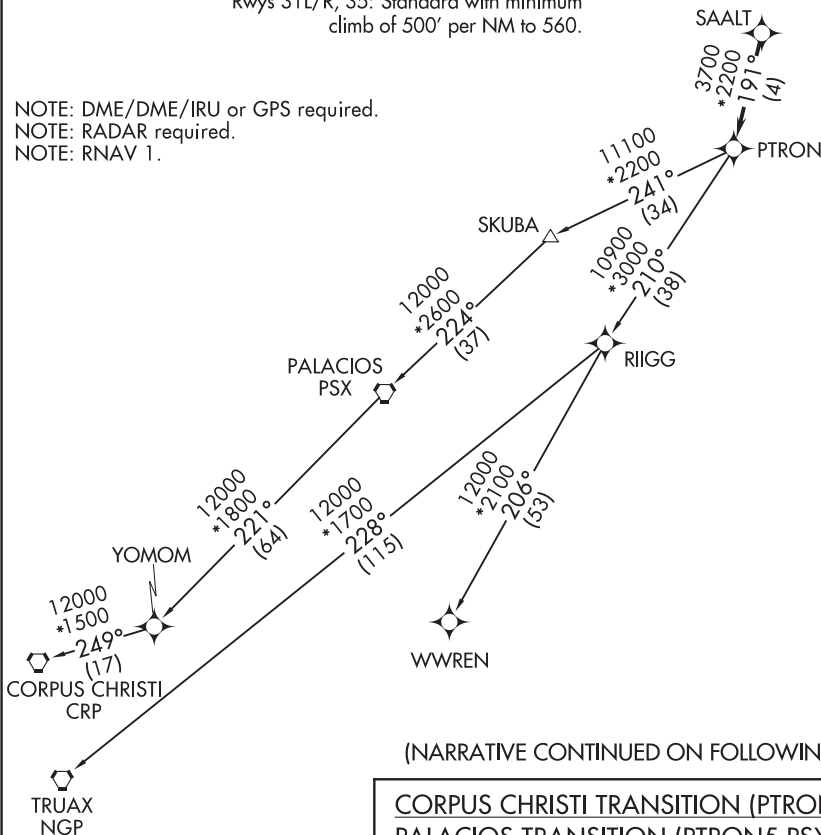 Rwys 31L/R, 35: Standard with minimum
climb of 500' per NM to 560.
SAALT
3700
*2200
191°
(4)
NOTE: DME/DME/IRU or GPS required.
NOTE: RADAR required.
NOTE: RNAV 1.
PTRON
11100
*2200
241°
(34)
SKUBA
10900
*3000
210°
(38)
12000
*2600
224°
(37)
RIIGG
PALACIOS
PSX
12000
*1800
221°
(64)
12000
*1700
228°
(115)
12000
*2100
206°
(53)
YOMOM
12000
*1500
249°
(17)
WWREN
CORPUS CHRISTI
CRP
TRUAX
NGP
(NARRATIVE CONTINUED ON FOLLOWIN
CORPUS CHRISTI TRANSITION (PTRO
PALACIOS TRANSITION (PTRON5.PSX